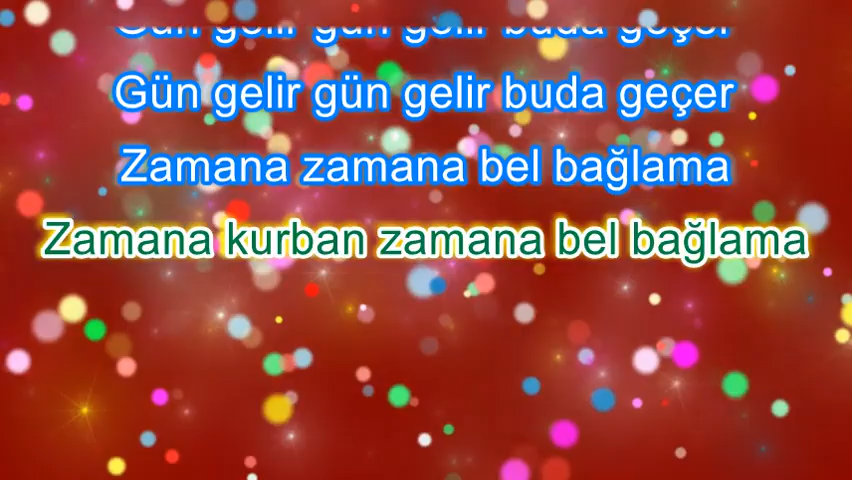 Gün gelir gün gelir buda geçer
Gün gelir gün gelir buda geçer
Zamana zamana bel bağlama
Zamana kurban zamana bel bağlama